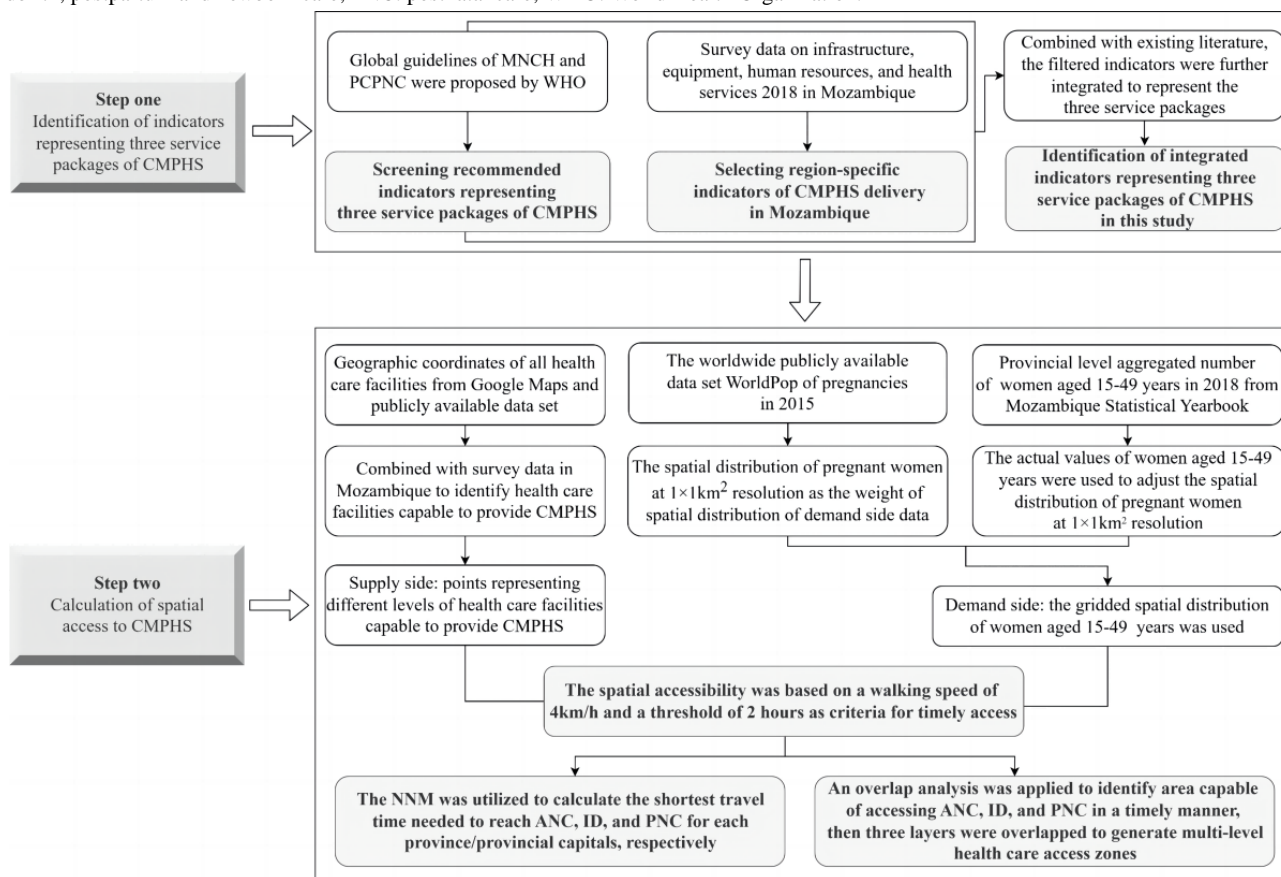 Step one
Identification of indicators
representing three service
packages of CMPHS
Global guidelines of MNCH and
PCPNC were proposed by WHO
Survey data on infrastructure,
equipment, human resources, and health
services 2018 in Mozambique
Combined with existing literature,
the filtered indicators were further
integrated to represent the
three service packages
Screening recommended
indicators representing
three service packages of CMPHS
Selecting region-specific
indicators of CMPHS delivery
in Mozambique
Identification of integrated
indicators representing three
service packages of CMPHS
in this study
Step two
Calculation of spatial
access to CMPHS
Geographic coordinates of all health
care facilities from Google Maps and
publicly available data set
The worldwide publicly available
data set WorldPop of pregnancies
in 2015
Provincial level aggregated number
of women aged 15-49 years in 2018 from
Mozambique Statistical Yearbook
Combined with survey data in
Mozambique to identify health care
facilities capable to provide CMPHS
The spatial distribution of pregnant women
at 1×1km² resolution as the weight of
spatial distribution of demand side data
The actual values of women aged 15-49
years were used to adjust the spatial
distribution of pregnant women
at 1×1km² resolution
Supply side: points representing
different levels of health care facilities
capable to provide CMPHS
Demand side: the gridded spatial distribution
of women aged 15-49 years was used
The spatial accessibility was based on a walking speed of
4km/h and a threshold of 2 hours as criteria for timely access
The NNM was utilized to calculate the shortest travel
time needed to reach ANC, ID, and PNC for each
province/provincial capitals, respectively
An overlap analysis was applied to identify area capable
of accessing ANC, ID, and PNC in a timely manner,
then three layers were overlapped to generate multi-level
health care access zones